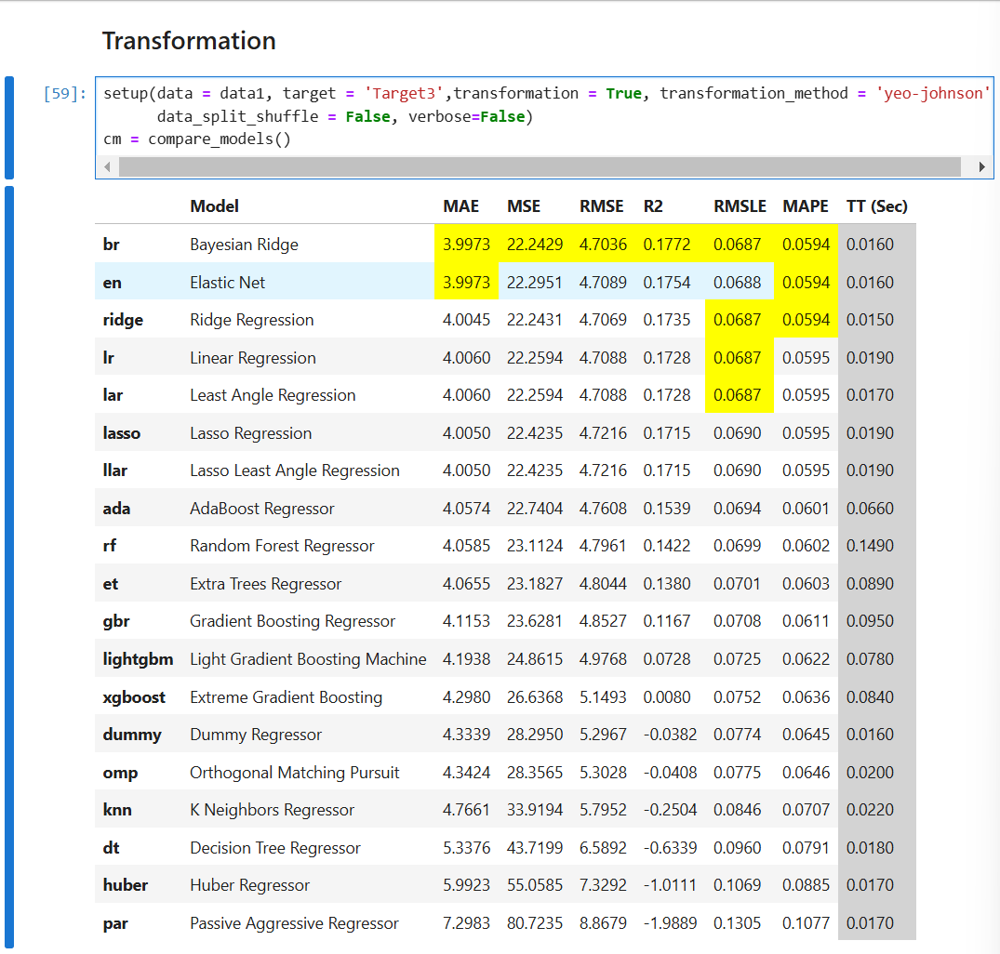 Transformation
[59]: setup(data = data1, target = 'Target3',transformation = True, transformation_method = 'yeo-johnson'
data_split_shuffle = False, verbose=False)
cm = compare_models()
Model MAE MSE RMSE R2 RMSLE MAPE TT (Sec)
br Bayesian Ridge 3.9973 22.2429 4.7036 0.1772 0.0687 0.0594 0.0160
en Elastic Net 3.9973 22.2951 4.7089 0.1754 0.0688 0.0594 0.0160
ridge Ridge Regression 4.0045 22.2431 4.7069 0.1735 0.0687 0.0594 0.0150
lr Linear Regression 4.0060 22.2594 4.7088 0.1728 0.0687 0.0595 0.0190
lar Least Angle Regression 4.0060 22.2594 4.7088 0.1728 0.0687 0.0595 0.0170
lasso Lasso Regression 4.0050 22.4235 4.7216 0.1715 0.0690 0.0595 0.0190
llar Lasso Least Angle Regression 4.0050 22.4235 4.7216 0.1715 0.0690 0.0595 0.0190
ada AdaBoost Regressor 4.0574 22.7404 4.7608 0.1539 0.0694 0.0601 0.0660
rf Random Forest Regressor 4.0585 23.1124 4.7961 0.1422 0.0699 0.0602 0.1490
et Extra Trees Regressor 4.0655 23.1827 4.8044 0.1380 0.0701 0.0603 0.0890
gbr Gradient Boosting Regressor 4.1153 23.6281 4.8527 0.1167 0.0708 0.0611 0.0950
lightgbm Light Gradient Boosting Machine 4.1938 24.8615 4.9768 0.0728 0.0725 0.0622 0.0780
xgboost Extreme Gradient Boosting 4.2980 26.6368 5.1493 0.0080 0.0752 0.0636 0.0840
dummy Dummy Regressor 4.3339 28.2950 5.2967 -0.0382 0.0774 0.0645 0.0160
omp Orthogonal Matching Pursuit 4.3424 28.3565 5.3028 -0.0408 0.0775 0.0646 0.0200
knn K Neighbors Regressor 4.7661 33.9194 5.7952 -0.2504 0.0846 0.0707 0.0220
dt Decision Tree Regressor 5.3376 43.7199 6.5892 -0.6339 0.0960 0.0791 0.0180
huber Huber Regressor 5.9923 55.0585 7.3292 -1.0111 0.1069 0.0885 0.0170
par Passive Aggressive Regressor 7.2983 80.7235 8.8679 -1.9889 0.1305 0.1077 0.0170